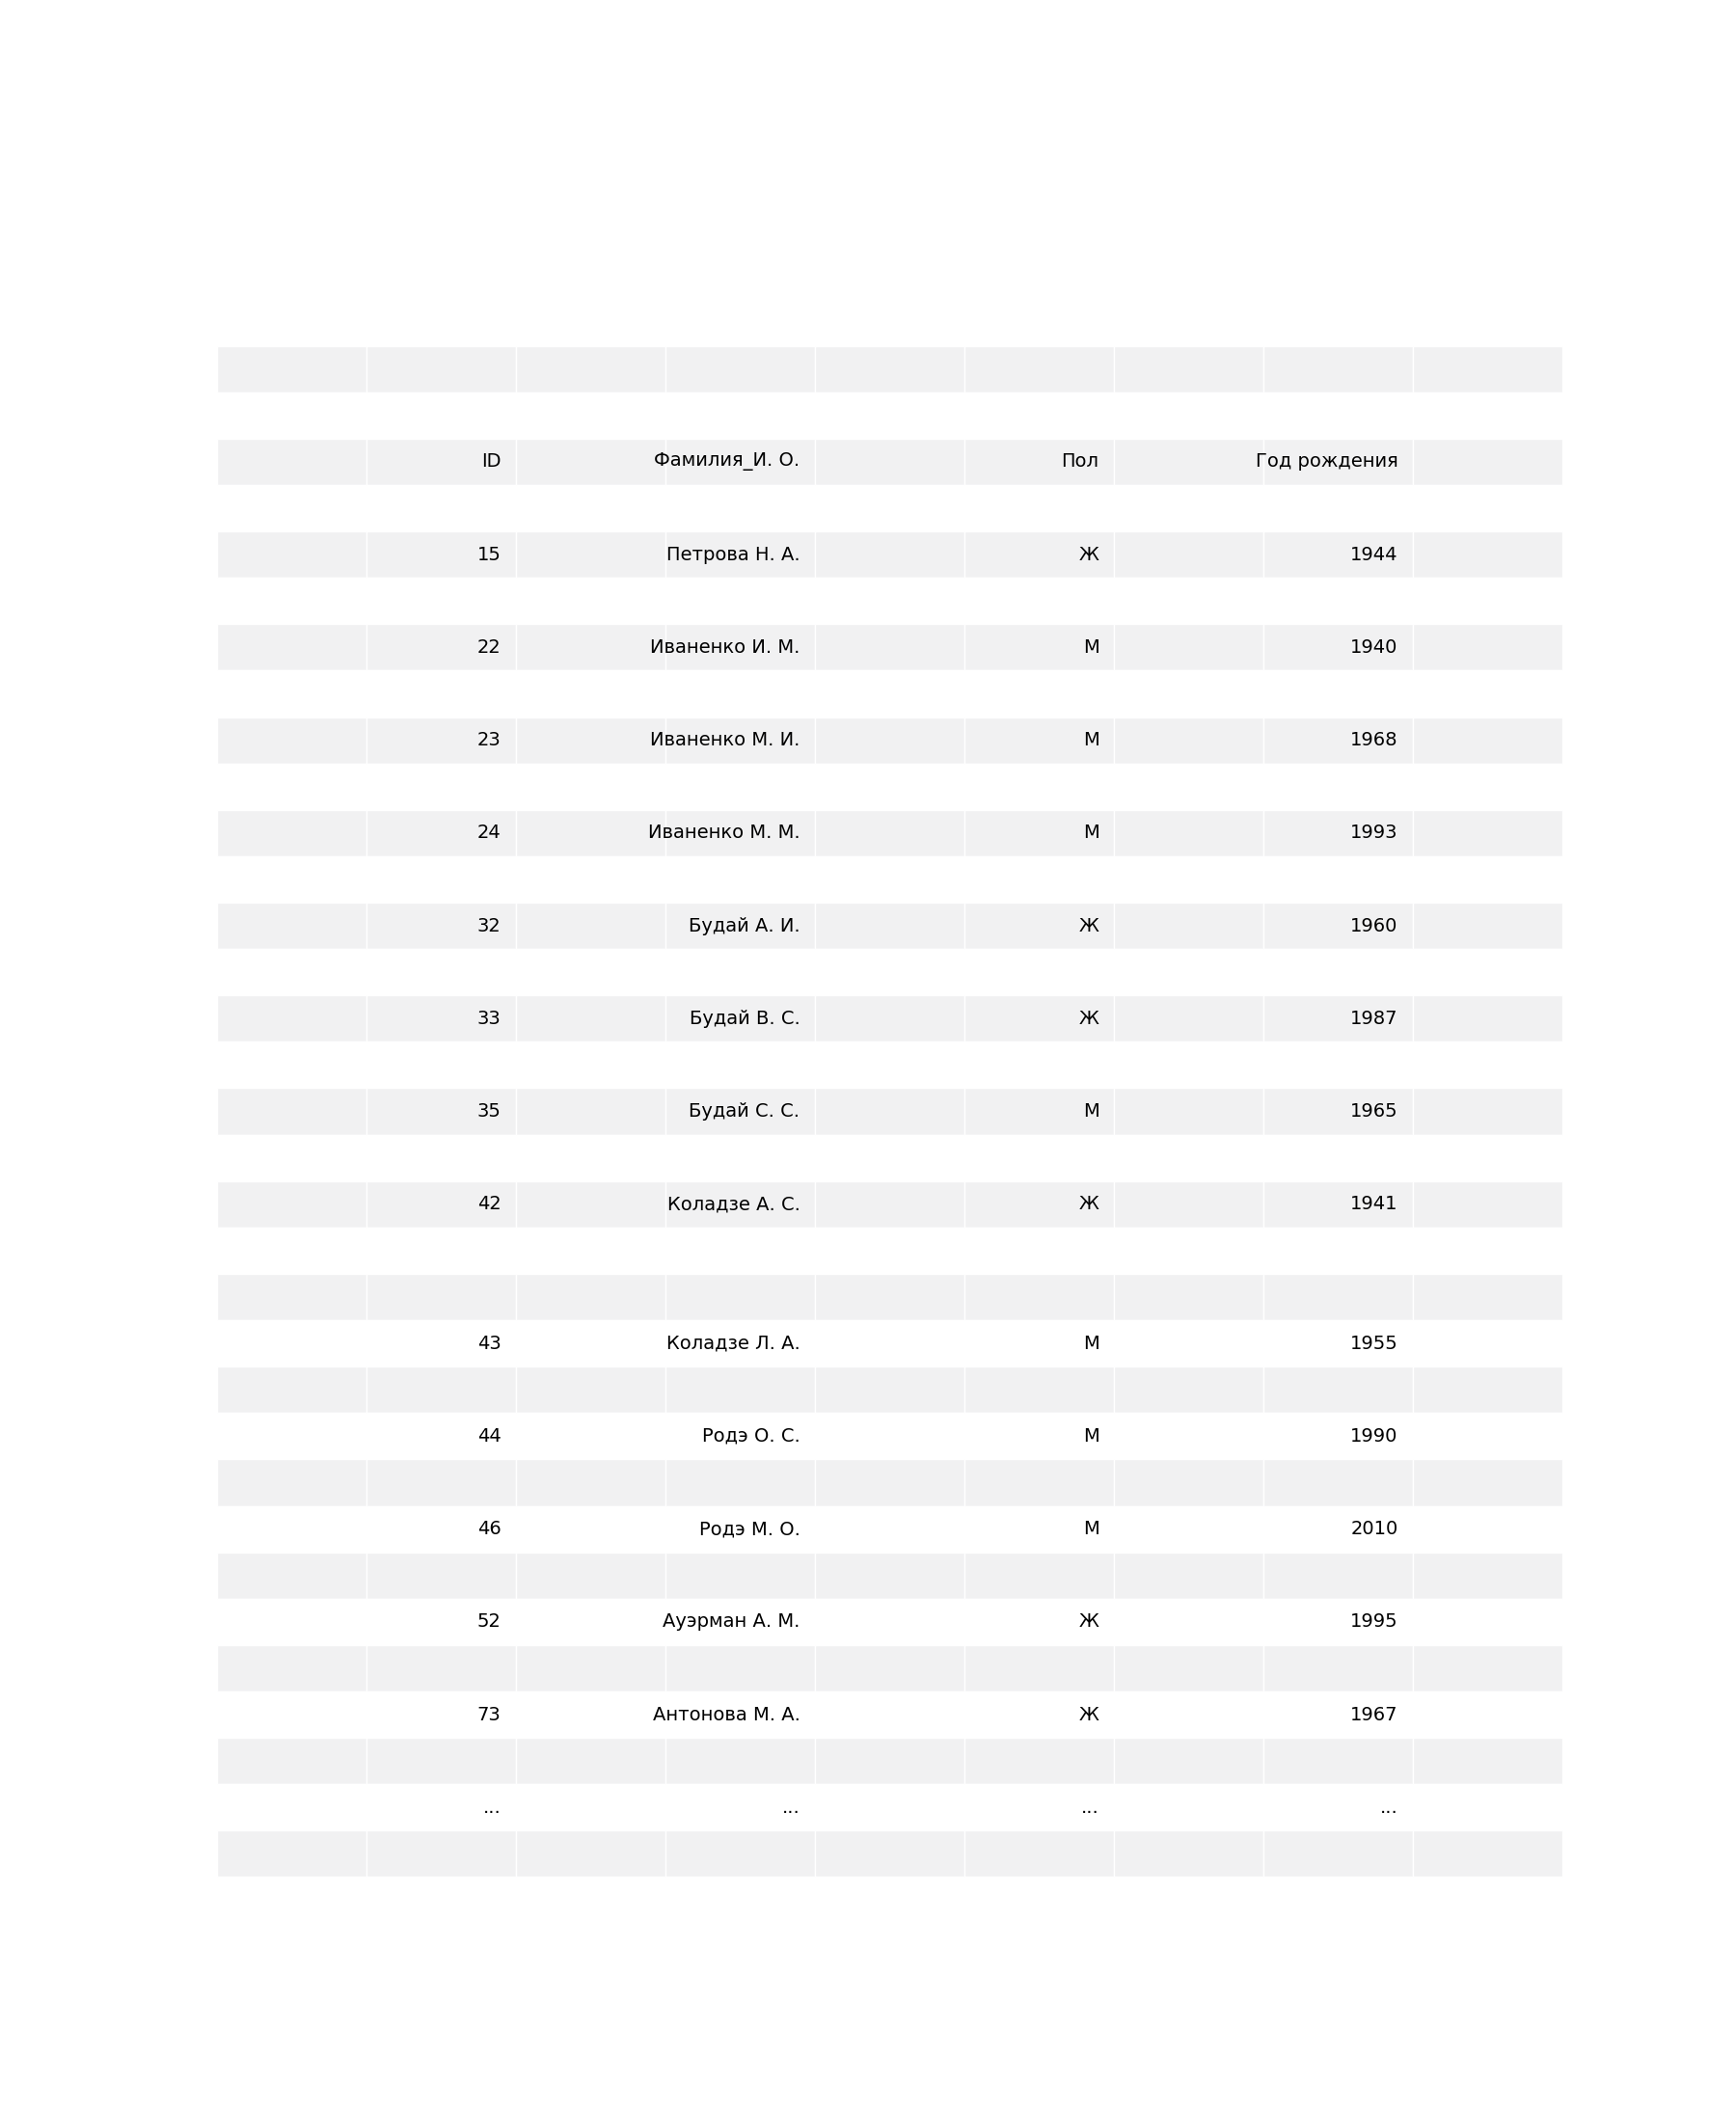 ID Фамилия_И. О. Пол Год рождения
15 Петрова Н. А. Ж 1944
22 Иваненко И. М. М 1940
23 Иваненко М. И. М 1968
24 Иваненко М. М. М 1993
32 Будай А. И. Ж 1960
33 Будай В. С. Ж 1987
35 Будай С. С. М 1965
42 Коладзе А. С. Ж 1941
43 Коладзе Л. А. М 1955
44 Родэ О. С. М 1990
46 Родэ М. О. М 2010
52 Ауэрман А. М. Ж 1995
73 Антонова М. А. Ж 1967
... ... ... ...